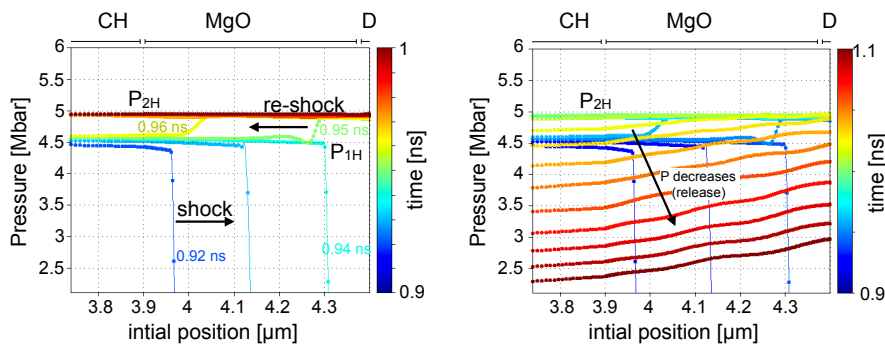 CH MgO D
6
5.5
5
4.5
4
3.5
3
2.5
Pressure [Mbar]
P2H
re-shock
0.96 ns
0.95 ns
P1H
shock
0.92 ns
0.94 ns
3.8 3.9 4 4.1 4.2 4.3
intial position [µm]
1
0.9
time [ns]
CH MgO D
6
5.5
5
4.5
4
3.5
3
2.5
Pressure [Mbar]
P2H
P decreases
(release)
3.8 3.9 4 4.1 4.2 4.3
intial position [µm]
1.1
0.9
time [ns]